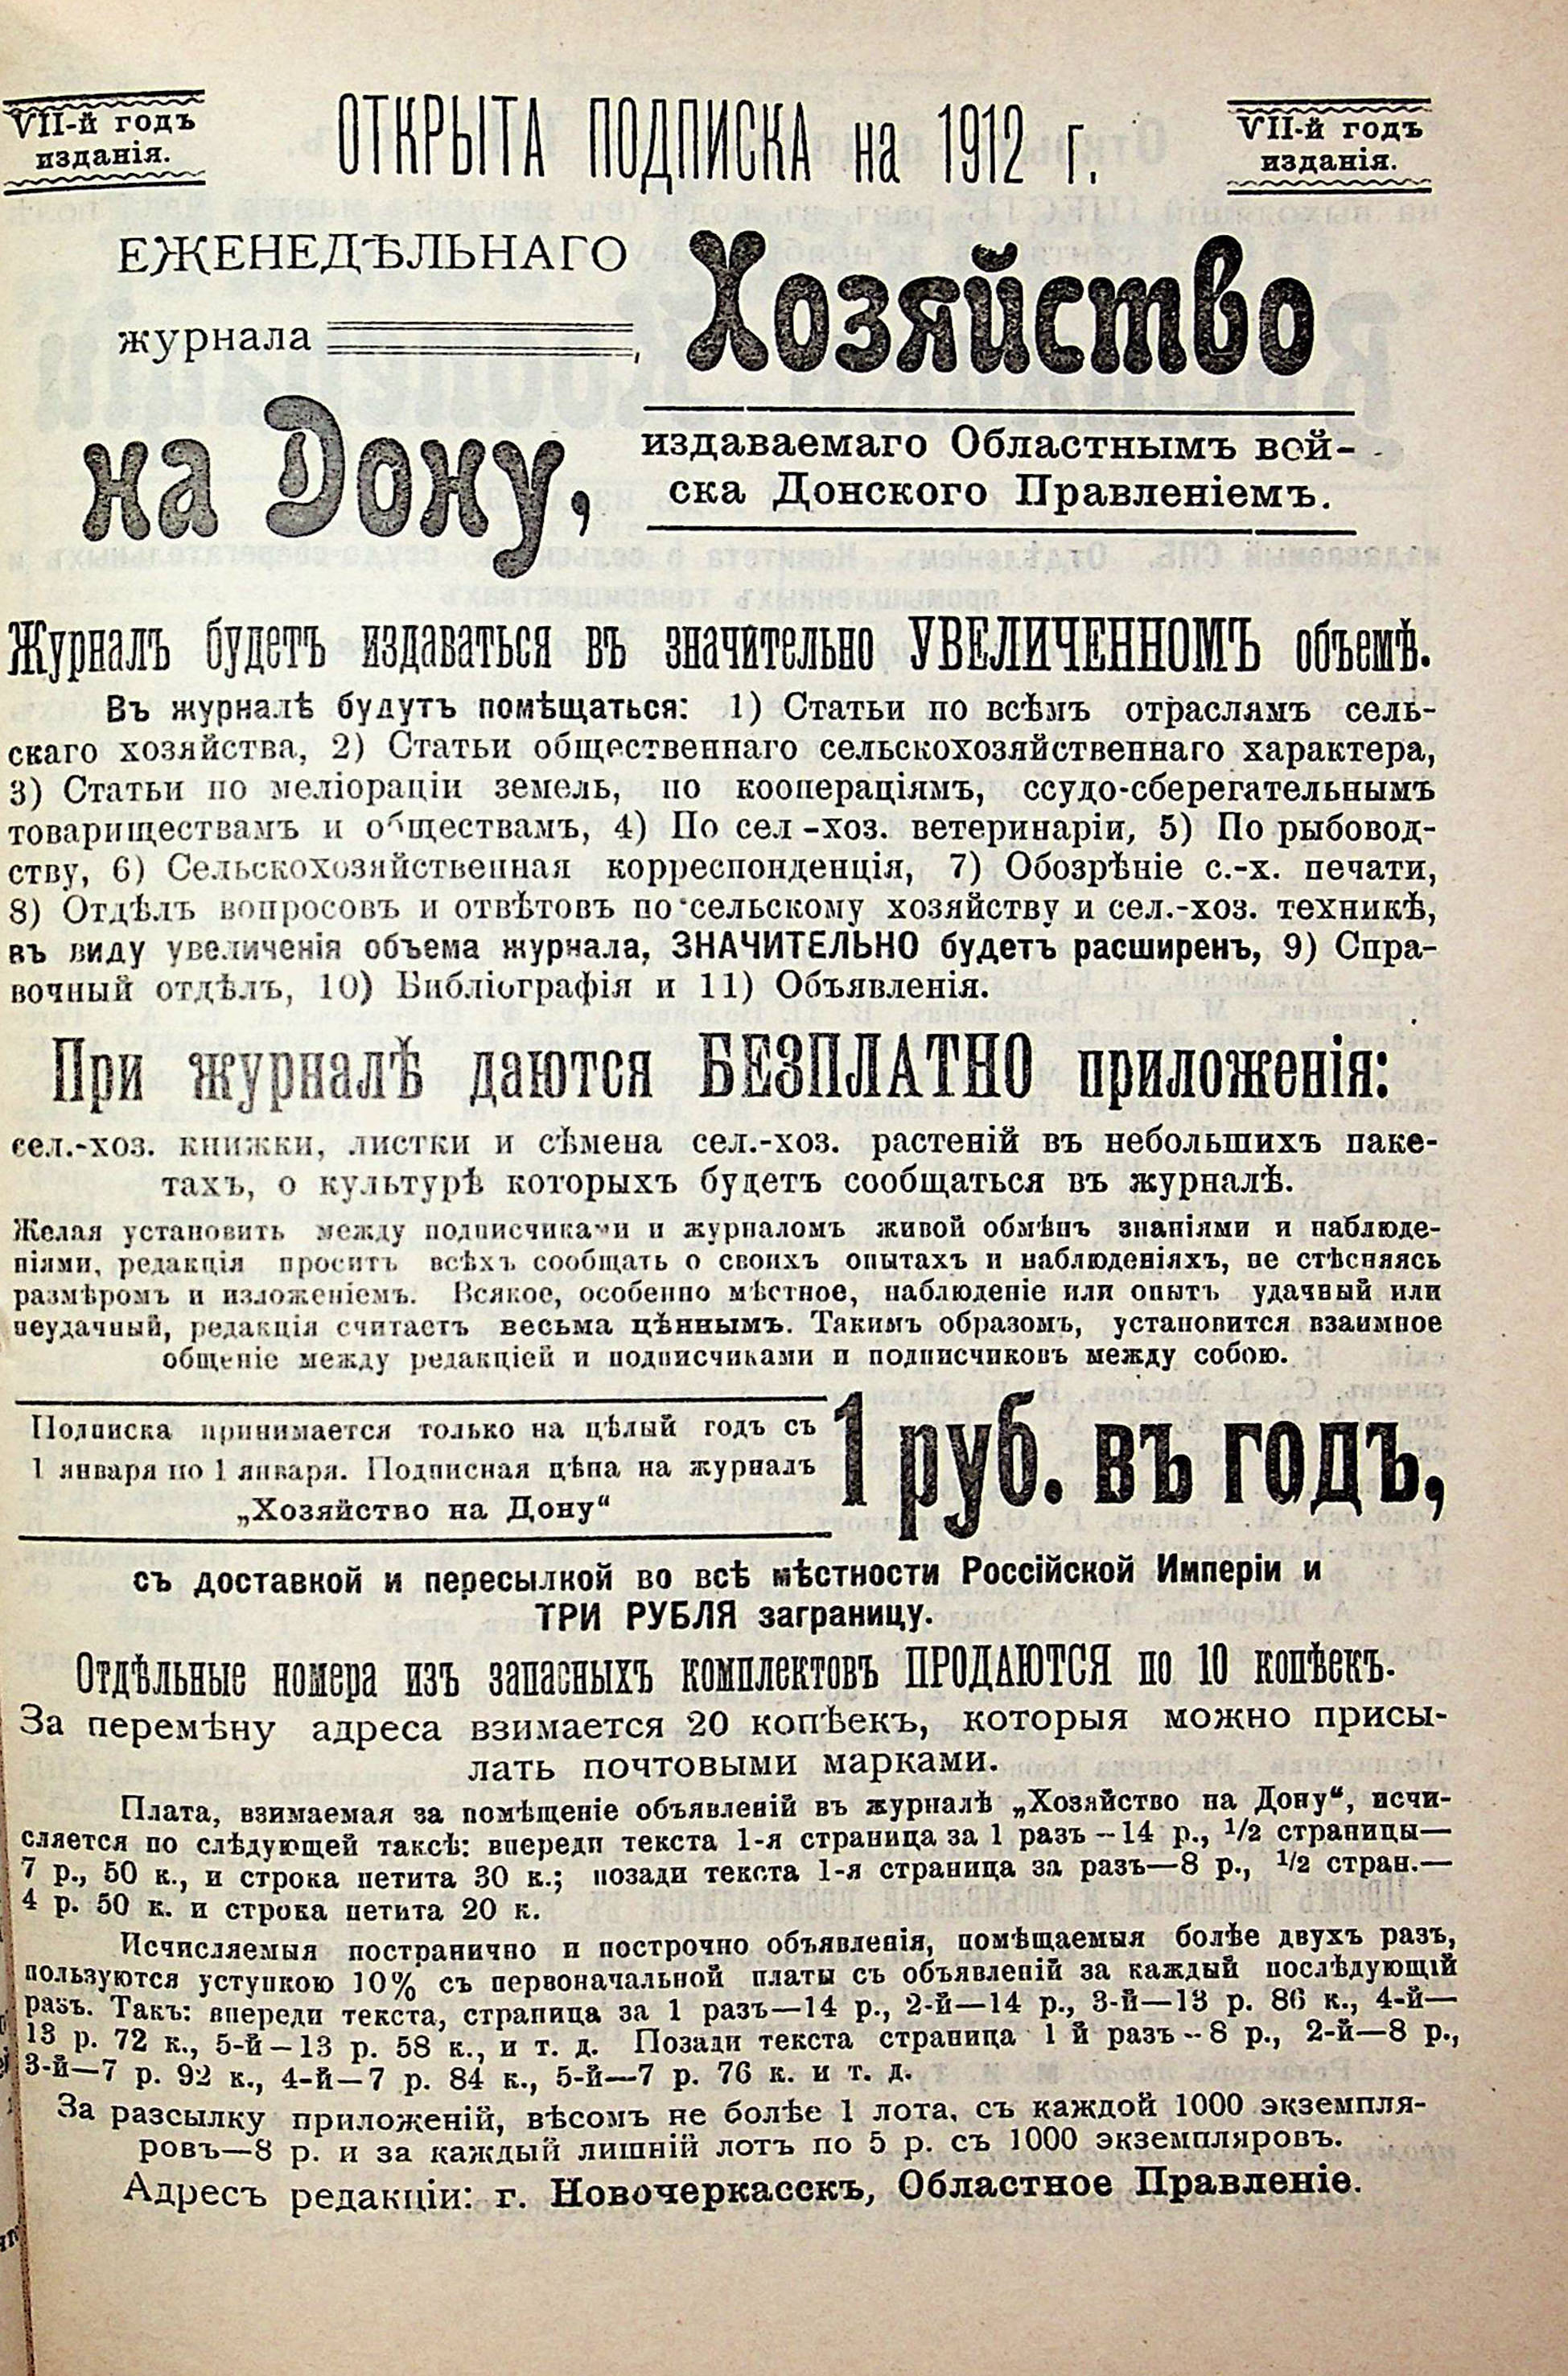 VII-й годъ
изданія.
ОТКРЫТА ПОДПИСКА на 1912 г.
VII-й годъ
изданія.
ЕЖЕНЕДѢЛЬНАГО
журнала
Хозяйство
на Дону,
издаваемаго Областнымъ вой-
ска Донского Правленіемъ.
Журналъ будетъ издаваться въ значительно УВЕЛИЧЕННОМЪ объемѣ.
Въ журналѣ будутъ помѣщаться: 1) Статьи по всѣмъ отраслямъ сель-
скаго хозяйства, 2) Статьи общественнаго сельскохозяйственнаго характера,
3) Статьи по меліораціи земель, по коопераціямъ, ссудо-сберегательнымъ
товариществамъ и обществамъ, 4) По сел-хоз. ветеринаріи, 5) По рыбовод-
ству, 6) Сельскохозяйственная корреспонденція, 7) Обозрѣніе с.-х. печати,
8) Отдѣлъ вопросовъ и отвѣтовъ по сельскому хозяйству и сел.-хоз. техникѣ,
въ виду увеличенія объема журнала, ЗНАЧИТЕЛЬНО будетъ расширенъ, 9) Спра-
вочный отдѣлъ, 10) Библіографія и 11) Объявленія.
При журналѣ даются БЕЗПЛАТНО приложенія:
сел.-хоз. книжки, листки и сѣмена сел.-хоз. растеній въ небольшихъ паке-
тахъ, о культурѣ которыхъ будетъ сообщаться въ журналѣ.
Желая установить между подписчиками и журналомъ живой обмѣнъ знаніями и наблюде-
ніями, редакція проситъ всѣхъ сообщать о своихъ опытахъ и наблюденіяхъ, не стѣсняясь
размѣромъ и изложеніемъ. Всякое, особенно мѣстное, наблюденіе или опытъ удачный или
неудачный, редакція считаетъ весьма цѣннымъ. Такимъ образомъ, установится взаимное
общеніе между редакціей и подписчиками и подписчиковъ между собою.
Подписка принимается только на цѣлый годъ съ
1 января по 1 января. Подписная цѣна на журналъ
„Хозяйство на Дону“
1 руб. въ годъ,
съ доставкой и пересылкой во всѣ мѣстности Россійской Имперіи и
ТРИ РУБЛЯ заграницу.
Отдѣльные номера изъ запасныхъ комплектовъ ПРОДАЮТСЯ по 10 копѣекъ.
За перемѣну адреса взимается 20 копѣекъ, которыя можно присы-
лать почтовыми марками.
Плата, взимаемая за помѣщеніе объявленій въ журналѣ „Хозяйство на Дону“, исчи-
сляется по слѣдующей таксѣ: впереди текста 1-я страница за 1 разъ—14 р., 1/2 страницы—
7 р., 50 к., и строка петита 30 к.; позади текста 1-я страница за разъ—8 р., 1/2 стран.—
4 р. 50 к. и строка петита 20 к.
Исчисляемыя постранично и построчно объявленія, помѣщаемыя болѣе двухъ разъ,
пользуются уступкою 10% съ первоначальной платы съ объявленій за каждый послѣдующій
разъ. Такъ: впереди текста, страница за 1 разъ—14 р., 2-й—14 р., 3-й—13 р. 86 к., 4-й—
13 р. 72 к., 5-й—13 р. 58 к., и т. д. Позади текста страница 1 й разъ—8 р., 2-й—8 р.,
3-й—7 р. 92 к., 4-й—7 р. 84 к., 5-й—7 р. 76 к. и т. д.
За разсылку приложеній, вѣсомъ не болѣе 1 лота, съ каждой 1000 экземпля-
ровъ—8 р. и за каждый лишній лотъ по 5 р. съ 1000 экземпляровъ.
Адресъ редакціи: г. Новочеркасскъ, Областное Правленіе.